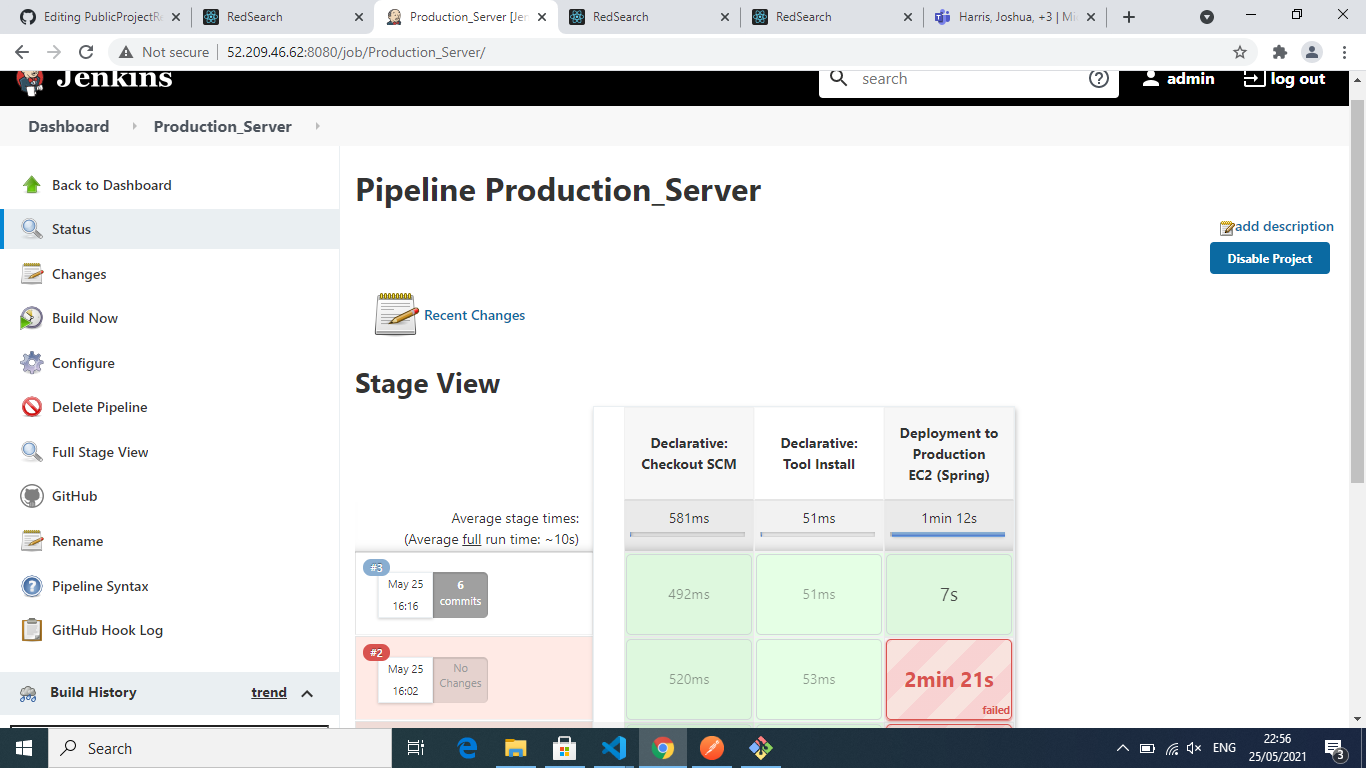 Editing PublicProjectRe
RedSearch
Production_Server [Jen
RedSearch
RedSearch
Harris, Joshua, +3 | Mi
Not secure
52.209.46.62:8080/job/Production_Server/
Jenkins
search
admin
log out
Dashboard
Production_Server
Back to Dashboard
Status
Changes
Build Now
Configure
Delete Pipeline
Full Stage View
GitHub
Rename
Pipeline Syntax
GitHub Hook Log
Build History
trend
Pipeline Production_Server
add description
Disable Project
Recent Changes
Stage View
Declarative:
Checkout SCM
Declarative:
Tool Install
Deployment to
Production
EC2 (Spring)
Average stage times:
(Average full run time: ~10s)
581ms
51ms
1min 12s
#3
May 25
16:16
6
commits
492ms
51ms
7s
#2
May 25
16:02
No
Changes
520ms
53ms
2min 21s
failed
Search
ENG
22:56
25/05/2021
3